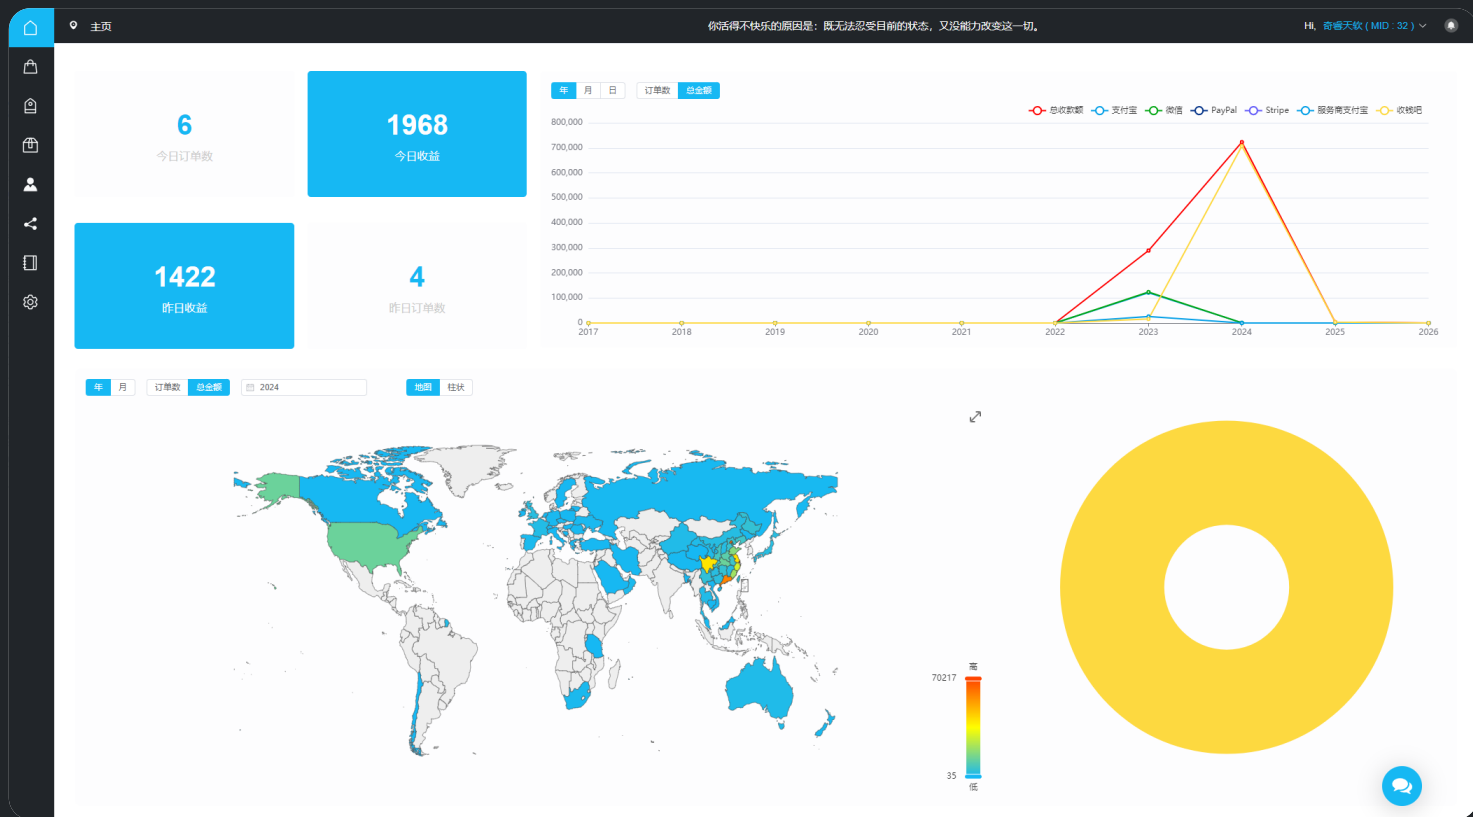 主页
你活得不快乐的原因是：既无法忍受目前的状态，又没能力改变这一切。
Hi, 奇睿天软 ( MID : 32 )
6
今日订单数
1968
今日收益
1422
昨日收益
4
昨日订单数
年 月 日 订单数 总金额
总收款额 支付宝 微信 PayPal Stripe 服务商支付宝 收钱吧
800,000
700,000
600,000
500,000
400,000
300,000
200,000
100,000
0
2017 2018 2019 2020 2021 2022 2023 2024 2025 2026
年 月 订单数 总金额 2024 地图 柱状
高
70217
35
低